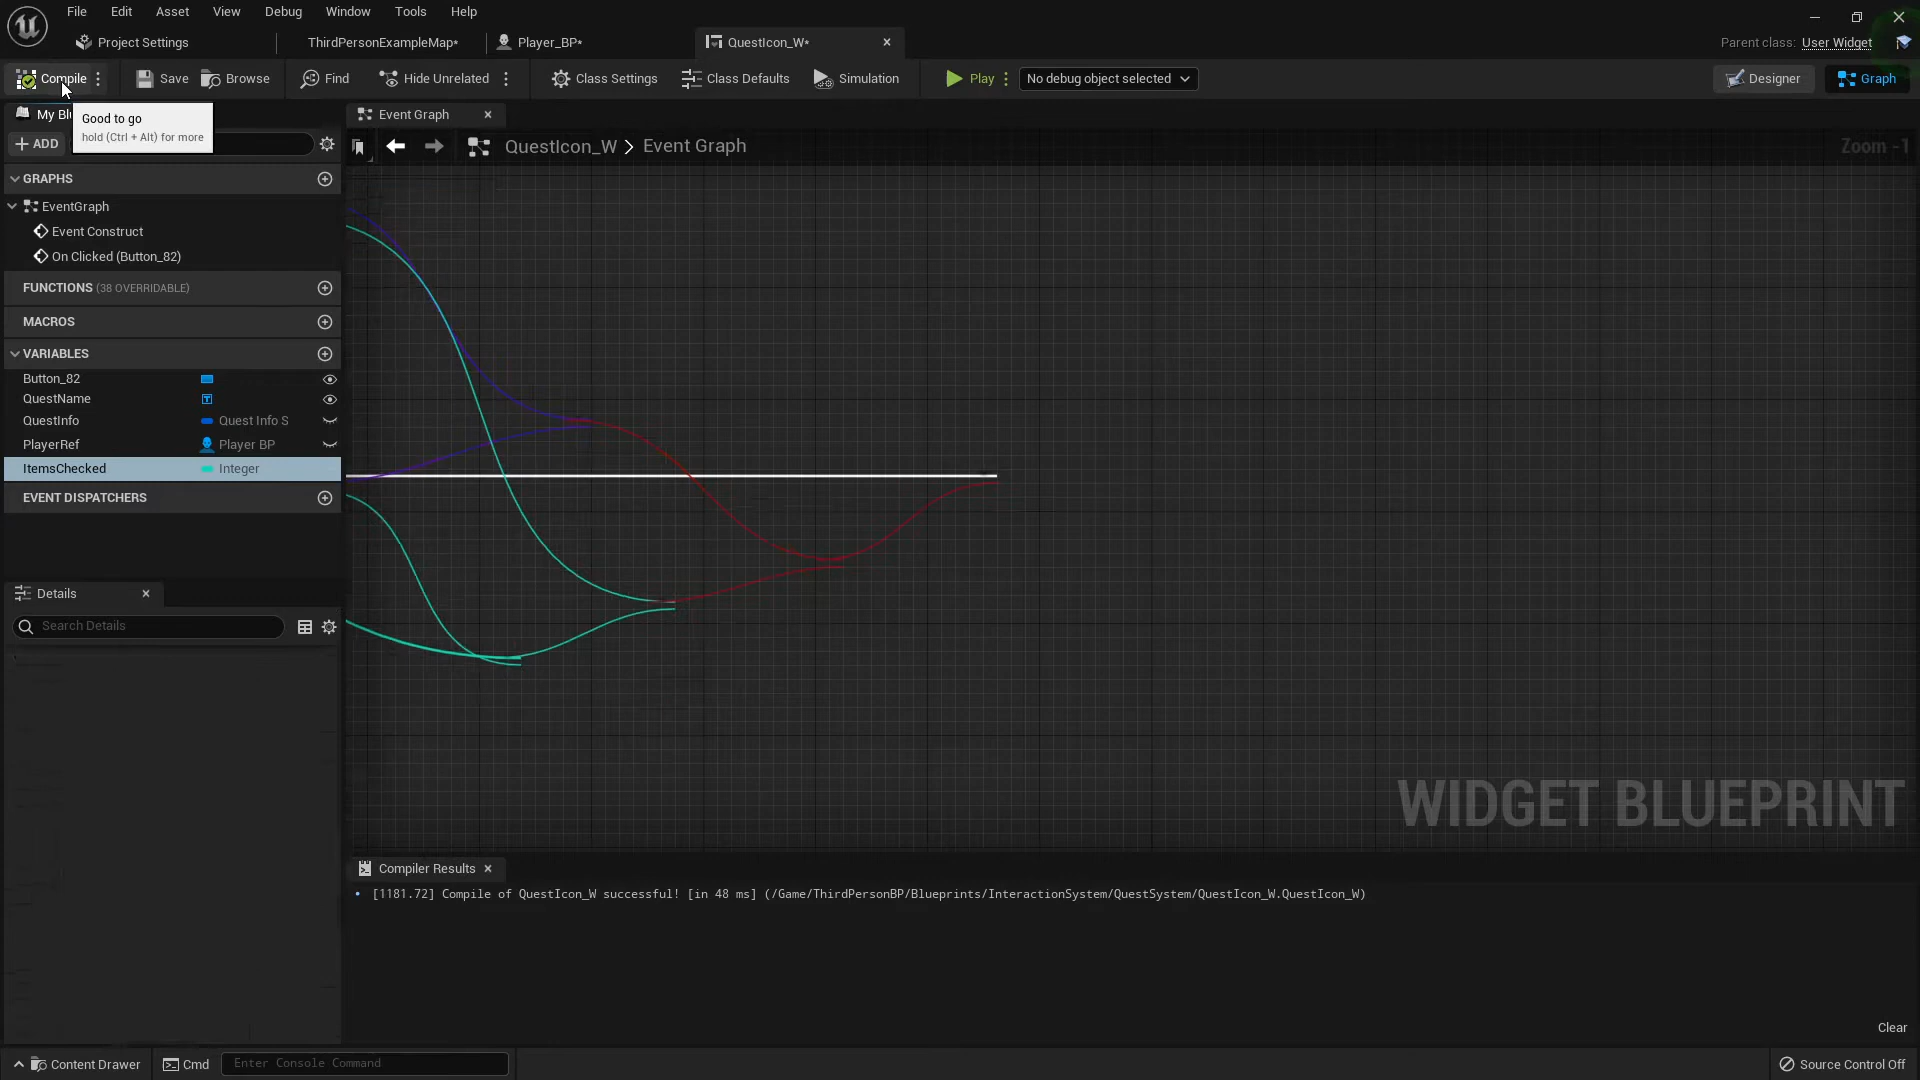 File Edit Asset View Debug Window Tools Help
Project Settings ThirdPersonExampleMap* Player_BP* QuestIcon_W* Parent class: User Widget
Compile Save Browse Find Hide Unrelated Class Settings Class Defaults Simulation Play No debug object selected Designer Graph
My Bl Event Graph
Good to go
hold (Ctrl + Alt) for more
ADD QuestIcon_W > Event Graph Zoom -1
GRAPHS
EventGraph
Event Construct
On Clicked (Button_82)
FUNCTIONS (38 OVERRIDABLE)
MACROS
VARIABLES
Button_82
QuestName
QuestInfo Quest Info S
PlayerRef Player BP
ItemsChecked Integer
EVENT DISPATCHERS
Details
Search Details
WIDGET BLUEPRINT
Compiler Results
• [1181.72] Compile of QuestIcon_W successful! [in 48 ms] (/Game/ThirdPersonBP/Blueprints/InteractionSystem/QuestSystem/QuestIcon_W.QuestIcon_W)
Clear
Content Drawer Cmd Enter Console Command Source Control Off